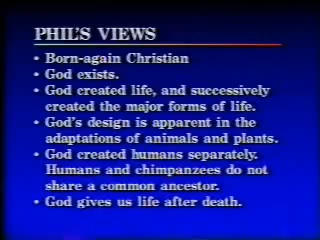 PHIL'S VIEWS
• Born-again Christian
• God exists.
• God created life, and successively
created the major forms of life.
• God's design is apparent in the
adaptations of animals and plants.
• God created humans separately.
Humans and chimpanzees do not
share a common ancestor.
• God gives us life after death.